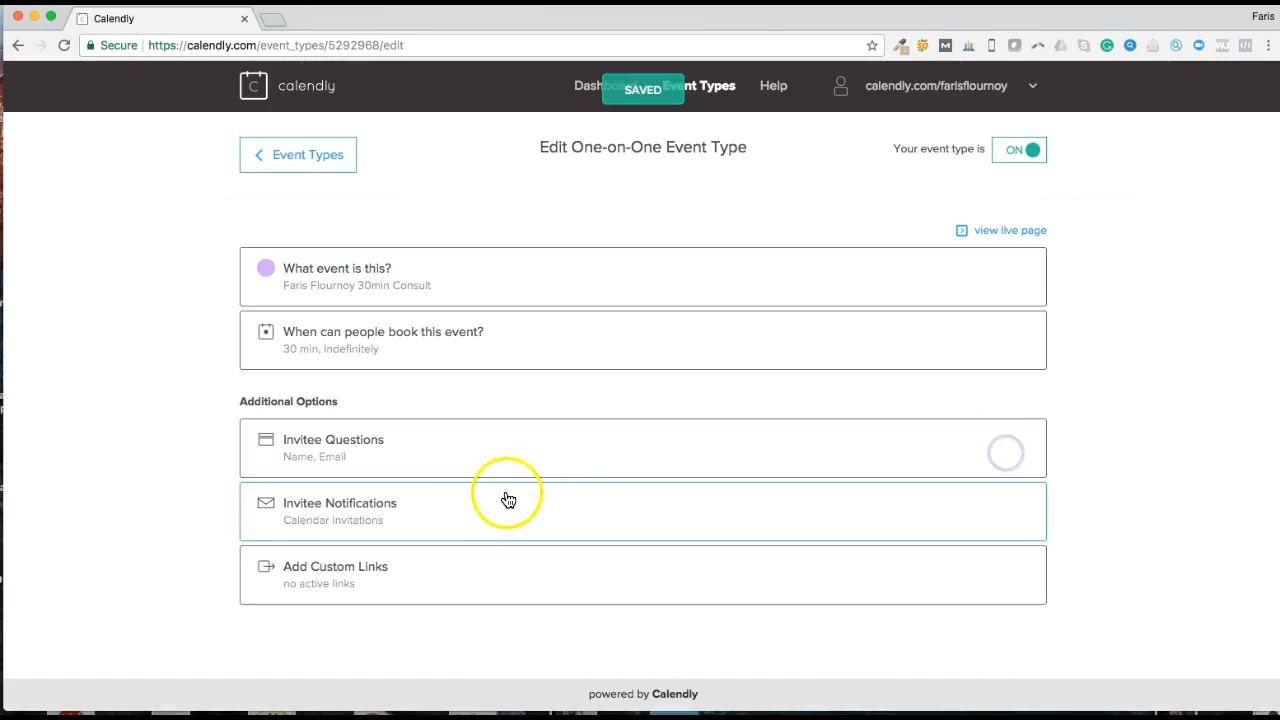 Calendly
Faris
Secure https://calendly.com/event_types/5292968/edit
calendly
SAVED
Event Types
Help
calendly.com/farisflournoy
Event Types
Edit One-on-One Event Type
Your event type is
ON
view live page
What event is this?
Faris Flournoy 30min Consult
When can people book this event?
30 min, Indefinitely
Additional Options
Invitee Questions
Name, Email
Invitee Notifications
Calendar Invitations
Add Custom Links
no active links
powered by Calendly